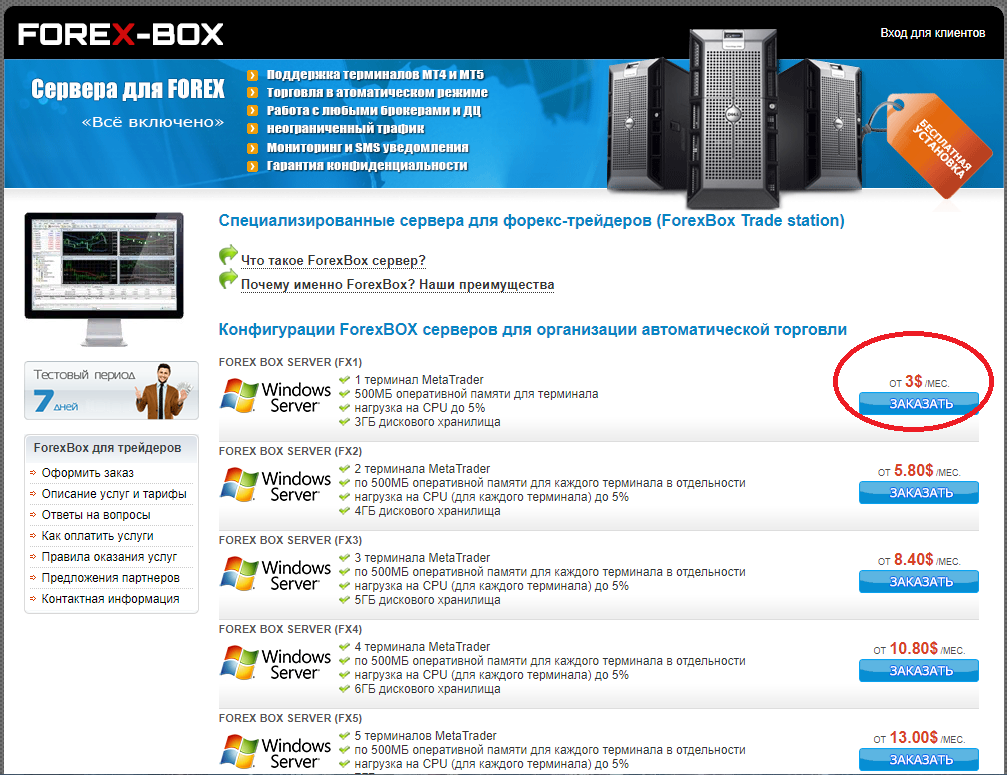 FOREX-BOX
Вход для клиентов
Сервера для FOREX
«Всё включено»
Поддержка терминалов МТ4 и МТ5
Торговля в атоматическом режиме
Работа с любыми брокерами и ДЦ
неограниченный трафик
Мониторинг и SMS уведомления
Гарантия конфиденциальности
DELL
БЕСПЛАТНАЯ
УСТАНОВКА
Специализированные сервера для форекс-трейдеров (ForexBox Trade station)
Что такое ForexBox сервер?
Почему именно ForexBox? Наши преимущества
Тестовый период
7 дней
ForexBox для трейдеров
Оформить заказ
Описание услуг и тарифы
Ответы на вопросы
Как оплатить услуги
Правила оказания услуг
Предложения партнеров
Контактная информация
Конфигурации ForexBOX серверов для организации автоматической торговли
FOREX BOX SERVER (FX1)
Windows Server
1 терминал MetaTrader
500МБ оперативной памяти для терминала
нагрузка на CPU до 5%
3ГБ дискового хранилища
ОТ 3$ /МЕС.
ЗАКАЗАТЬ
FOREX BOX SERVER (FX2)
Windows Server
2 терминала MetaTrader
по 500МБ оперативной памяти для каждого терминала в отдельности
нагрузка на CPU (для каждого терминала) до 5%
4ГБ дискового хранилища
ОТ 5.80$ /МЕС.
ЗАКАЗАТЬ
FOREX BOX SERVER (FX3)
Windows Server
3 терминала MetaTrader
по 500МБ оперативной памяти для каждого терминала в отдельности
нагрузка на CPU (для каждого терминала) до 5%
5ГБ дискового хранилища
ОТ 8.40$ /МЕС.
ЗАКАЗАТЬ
FOREX BOX SERVER (FX4)
Windows Server
4 терминала MetaTrader
по 500МБ оперативной памяти для каждого терминала в отдельности
нагрузка на CPU (для каждого терминала) до 5%
6ГБ дискового хранилища
ОТ 10.80$ /МЕС.
ЗАКАЗАТЬ
FOREX BOX SERVER (FX5)
Windows Server
5 терминалов MetaTrader
по 500МБ оперативной памяти для каждого терминала в отдельности
нагрузка на CPU (для каждого терминала) до 5%
ОТ 13.00$ /МЕС.
ЗАКАЗАТЬ